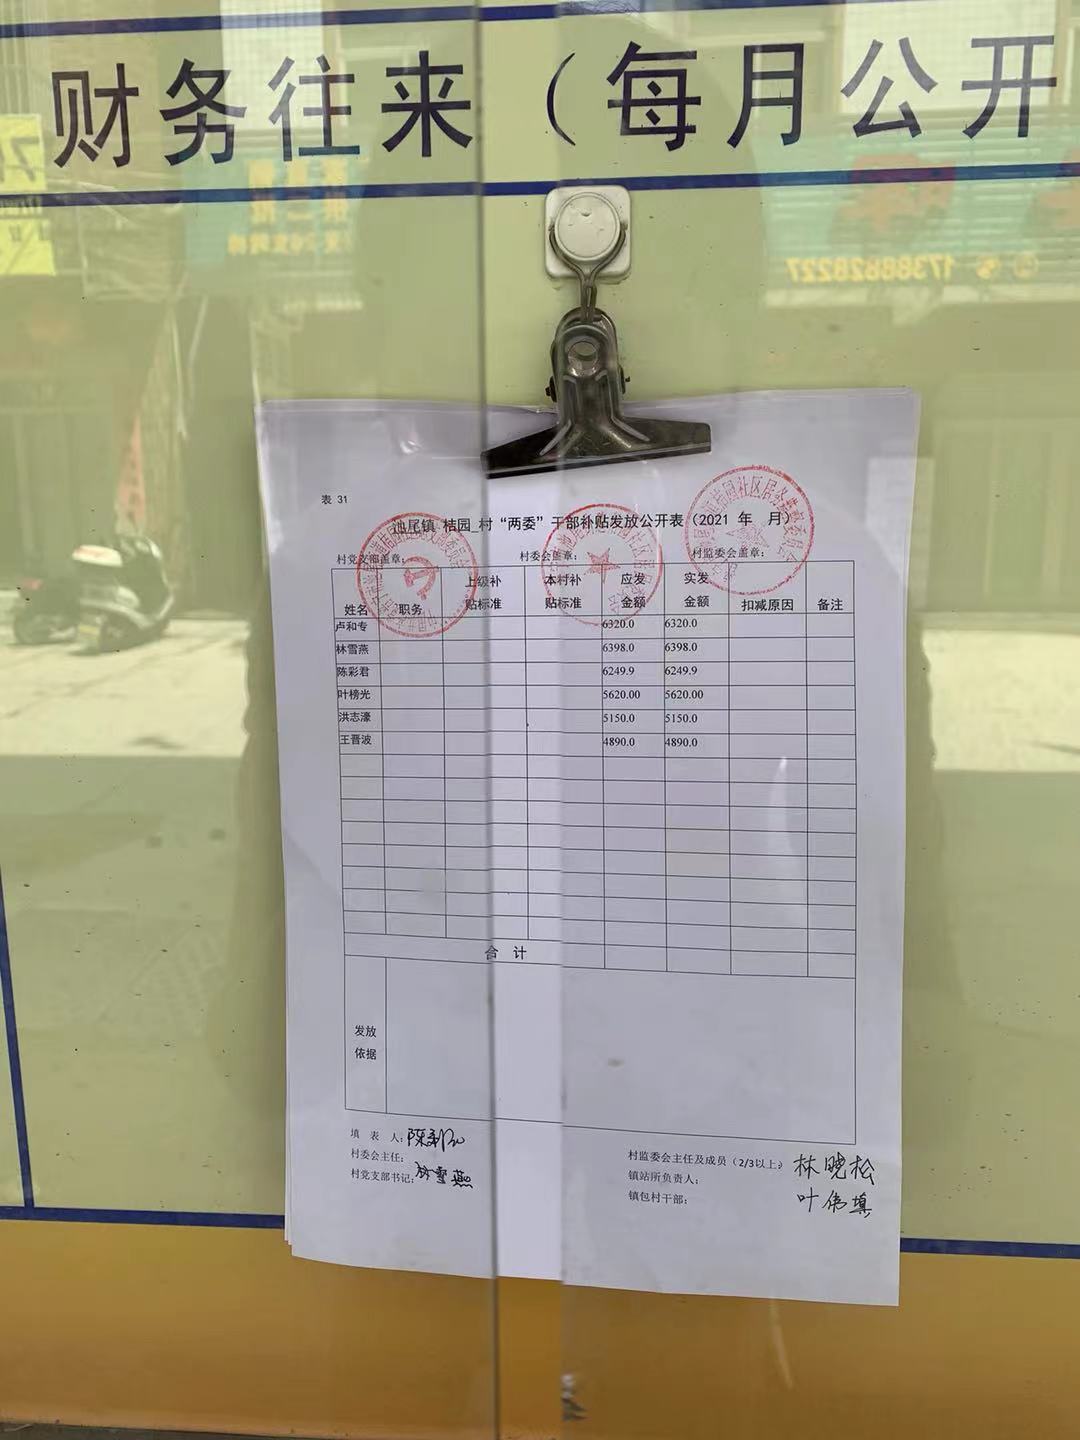 财务往来（每月公开
17388828227
表 31
池尾镇 桔园_村“两委”干部补贴发放公开表（2021 年 月）
村党支部盖章： 村委会盖章： 村监委会盖章：
姓名 职务 上级补贴标准 本村补贴标准 应发金额 实发金额 扣减原因 备注
卢和专 6320.0 6320.0
林雪燕 6398.0 6398.0
陈彩君 6249.9 6249.9
叶榜光 5620.00 5620.00
洪志濠 5150.0 5150.0
王晋波 4890.0 4890.0
合 计
发放
依据
填 表 人：
村委会主任：
村党支部书记：林雪燕
村监委会主任及成员（2/3以上）： 林晓松
镇站所负责人：
镇包村干部：